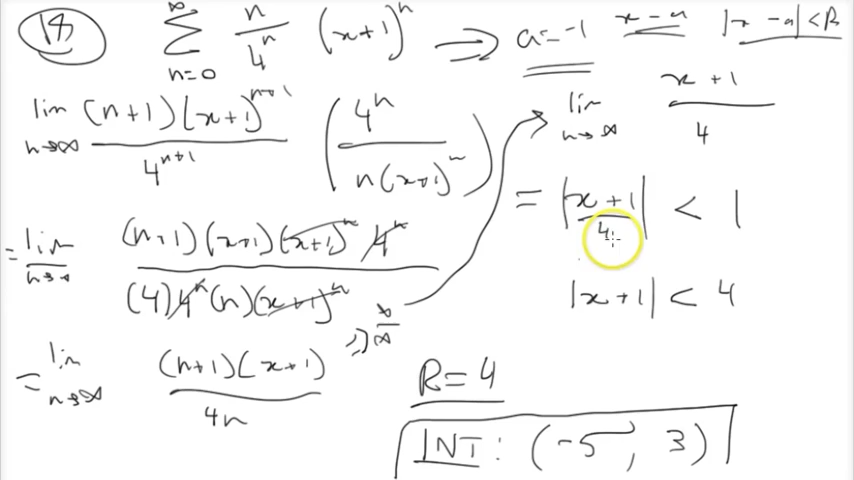 18 ∞ Σ n=0 n/4^n (x+1)^n ⇒ a=-1 x-a |x-a|<R
lim n→∞ (n+1)(x+1)^(n+1)/4^(n+1) (4^n/n(x+1)^n)
= lim n→∞ (n+1)(x+1)(x+1)^n 4^n/(4)4^n(n)(x+1)^n ⇒ ∞/∞
= lim n→∞ (n+1)(x+1)/4n
lim n→∞ x+1/4
= |x+1/4| < 1
|x+1| < 4
R=4
INT: (-5, 3)